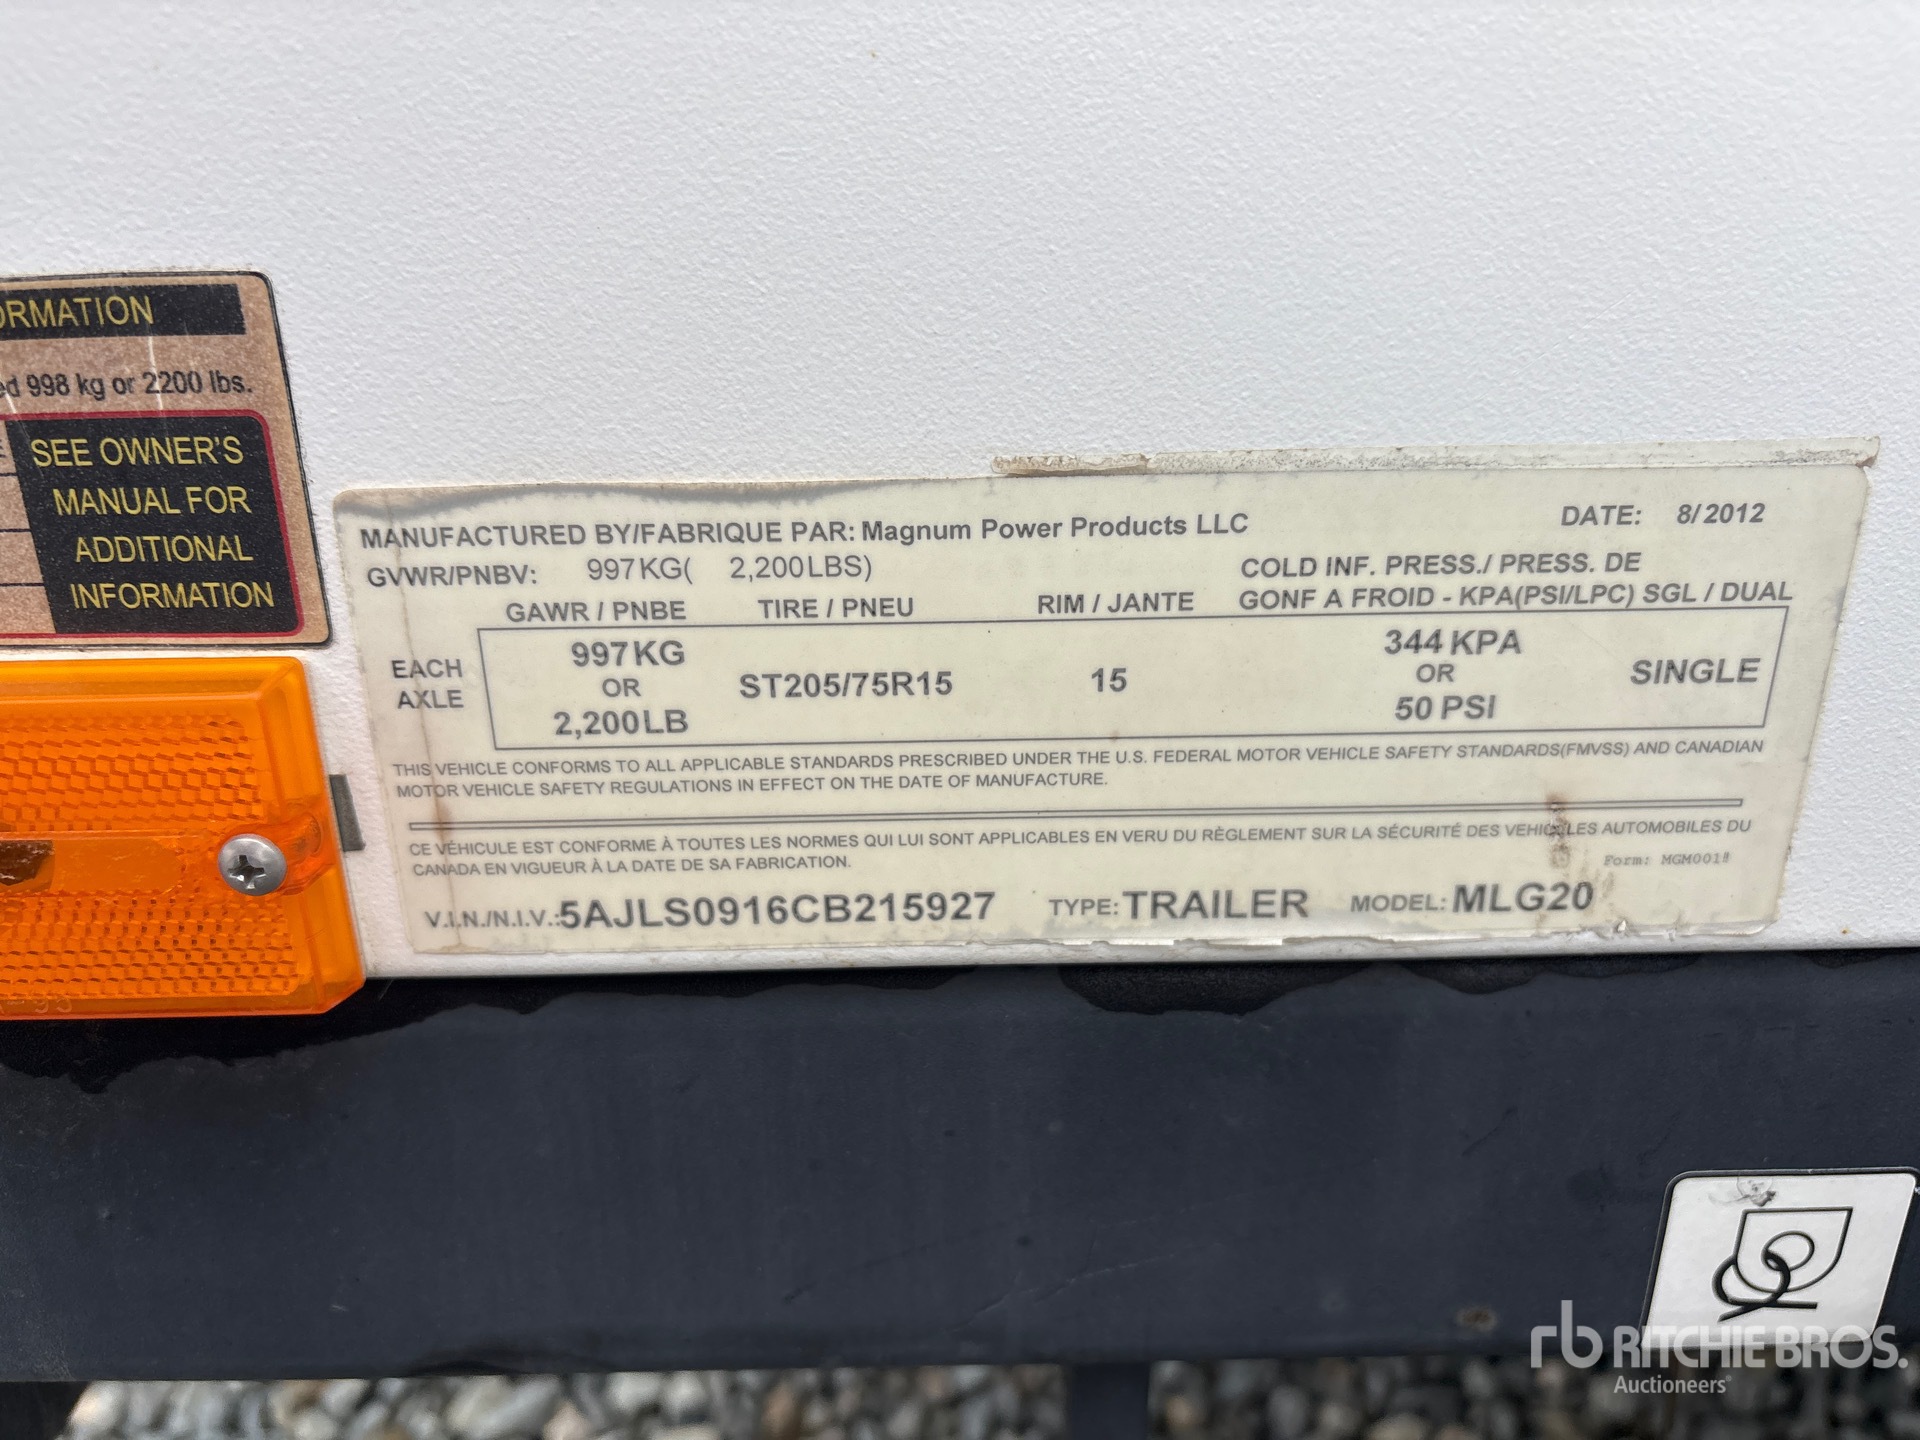 ORMATION
ed 998 kg or 2200 lbs.
SEE OWNER'S
MANUAL FOR
ADDITIONAL
INFORMATION
MANUFACTURED BY/FABRIQUE PAR: Magnum Power Products LLC
DATE: 8/2012
GVWR/PNBV: 997KG( 2,200LBS)
COLD INF. PRESS./ PRESS. DE
GONF A FROID - KPA(PSI/LPC) SGL / DUAL
GAWR / PNBE TIRE / PNEU RIM / JANTE
EACH
AXLE
997KG
OR
2,200LB
ST205/75R15
15
344 KPA
OR
50 PSI
SINGLE
THIS VEHICLE CONFORMS TO ALL APPLICABLE STANDARDS PRESCRIBED UNDER THE U.S. FEDERAL MOTOR VEHICLE SAFETY STANDARDS(FMVSS) AND CANADIAN
MOTOR VEHICLE SAFETY REGULATIONS IN EFFECT ON THE DATE OF MANUFACTURE.
CE VÉHICULE EST CONFORME À TOUTES LES NORMES QUI LUI SONT APPLICABLES EN VERU DU RÈGLEMENT SUR LA SÉCURITÉ DES VEHICLES AUTOMOBILES DU
CANADA EN VIGUEUR À LA DATE DE SA FABRICATION.
Form:
V.I.N./N.I.V.:5AJLS0916CB215927 TYPE: TRAILER MODEL: MLG20
rb RITCHIE BROS.
Auctioneers